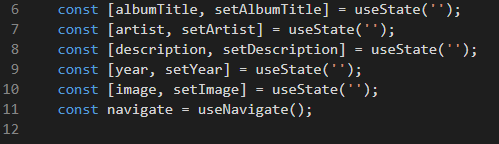 6 const [albumTitle, setAlbumTitle] = useState('');
7 const [artist, setArtist] = useState('');
8 const [description, setDescription] = useState('');
9 const [year, setYear] = useState('');
10 const [image, setImage] = useState('');
11 const navigate = useNavigate();
12